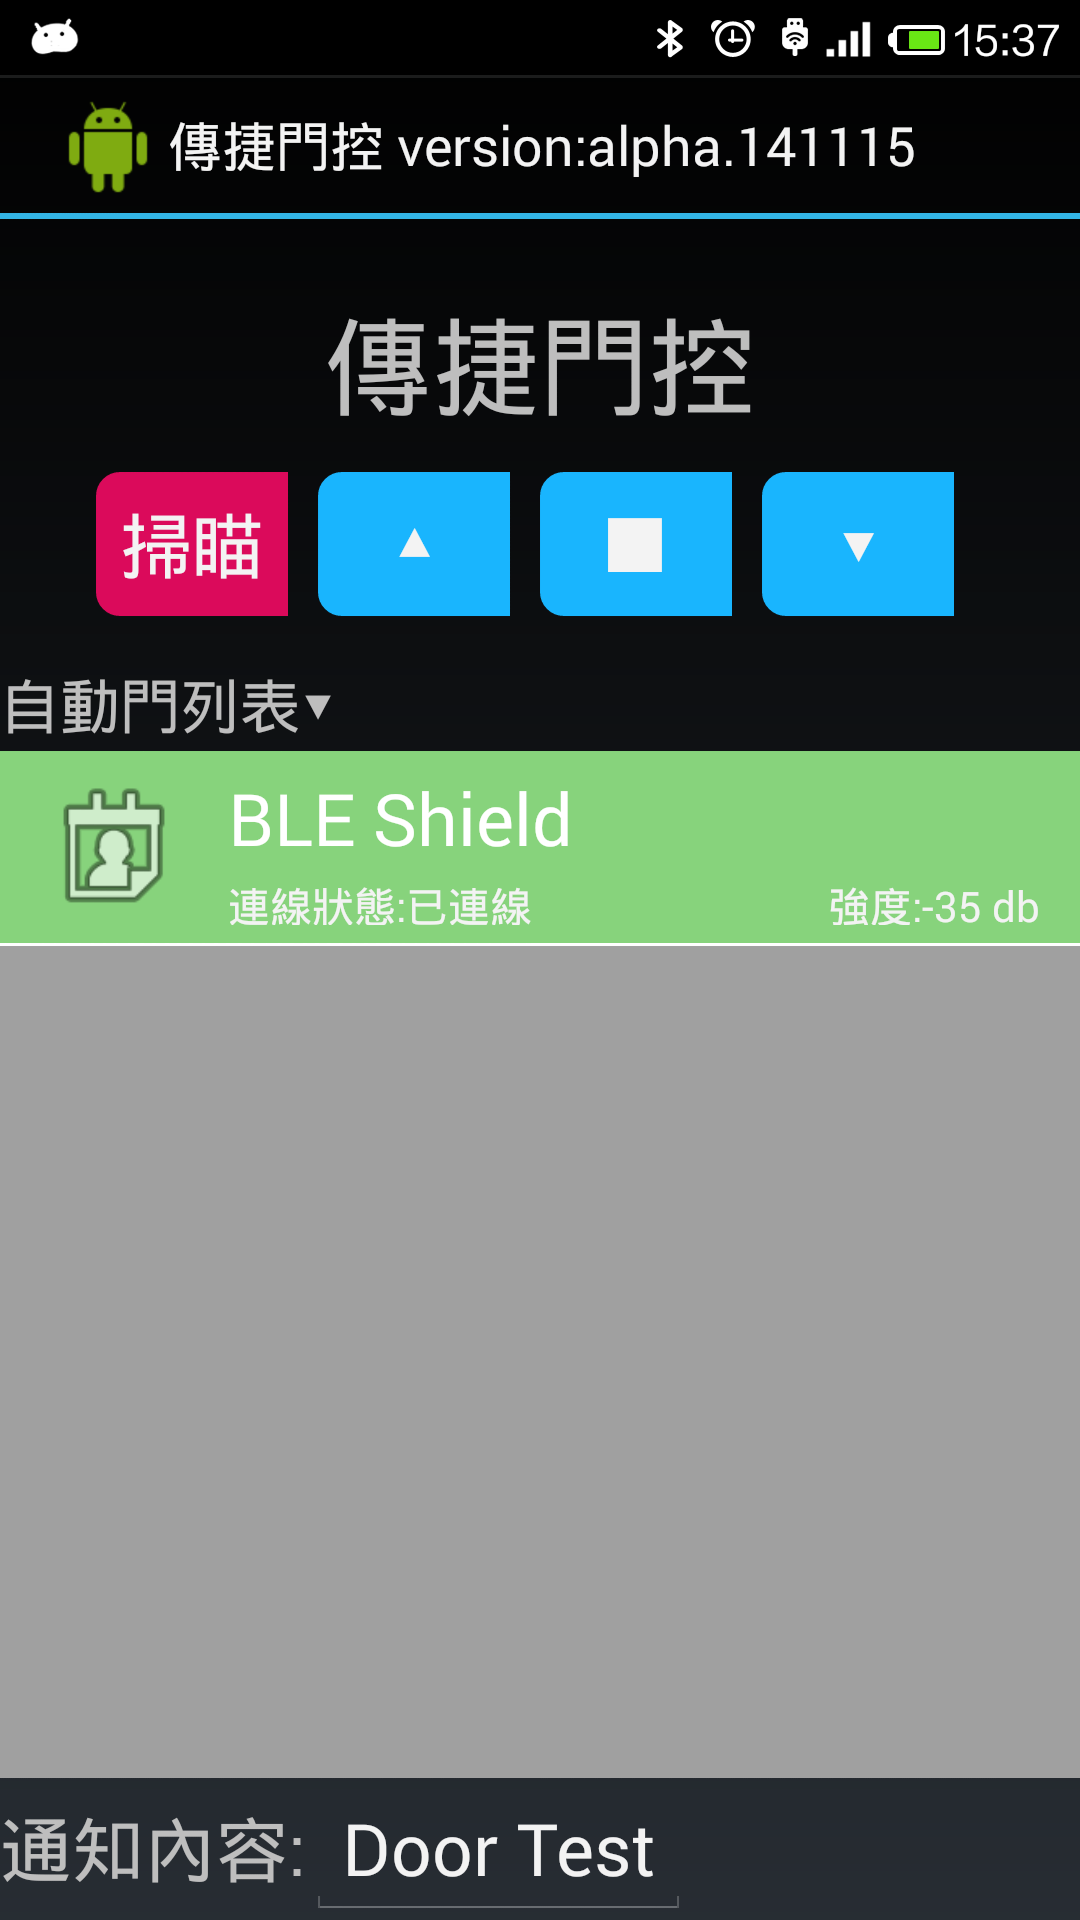 15:37
傳捷門控 version:alpha.141115
傳捷門控
掃瞄 ▲ ■ ▼
自動門列表▼
BLE Shield
連線狀態:已連線 強度:-35 db
通知內容: Door Test